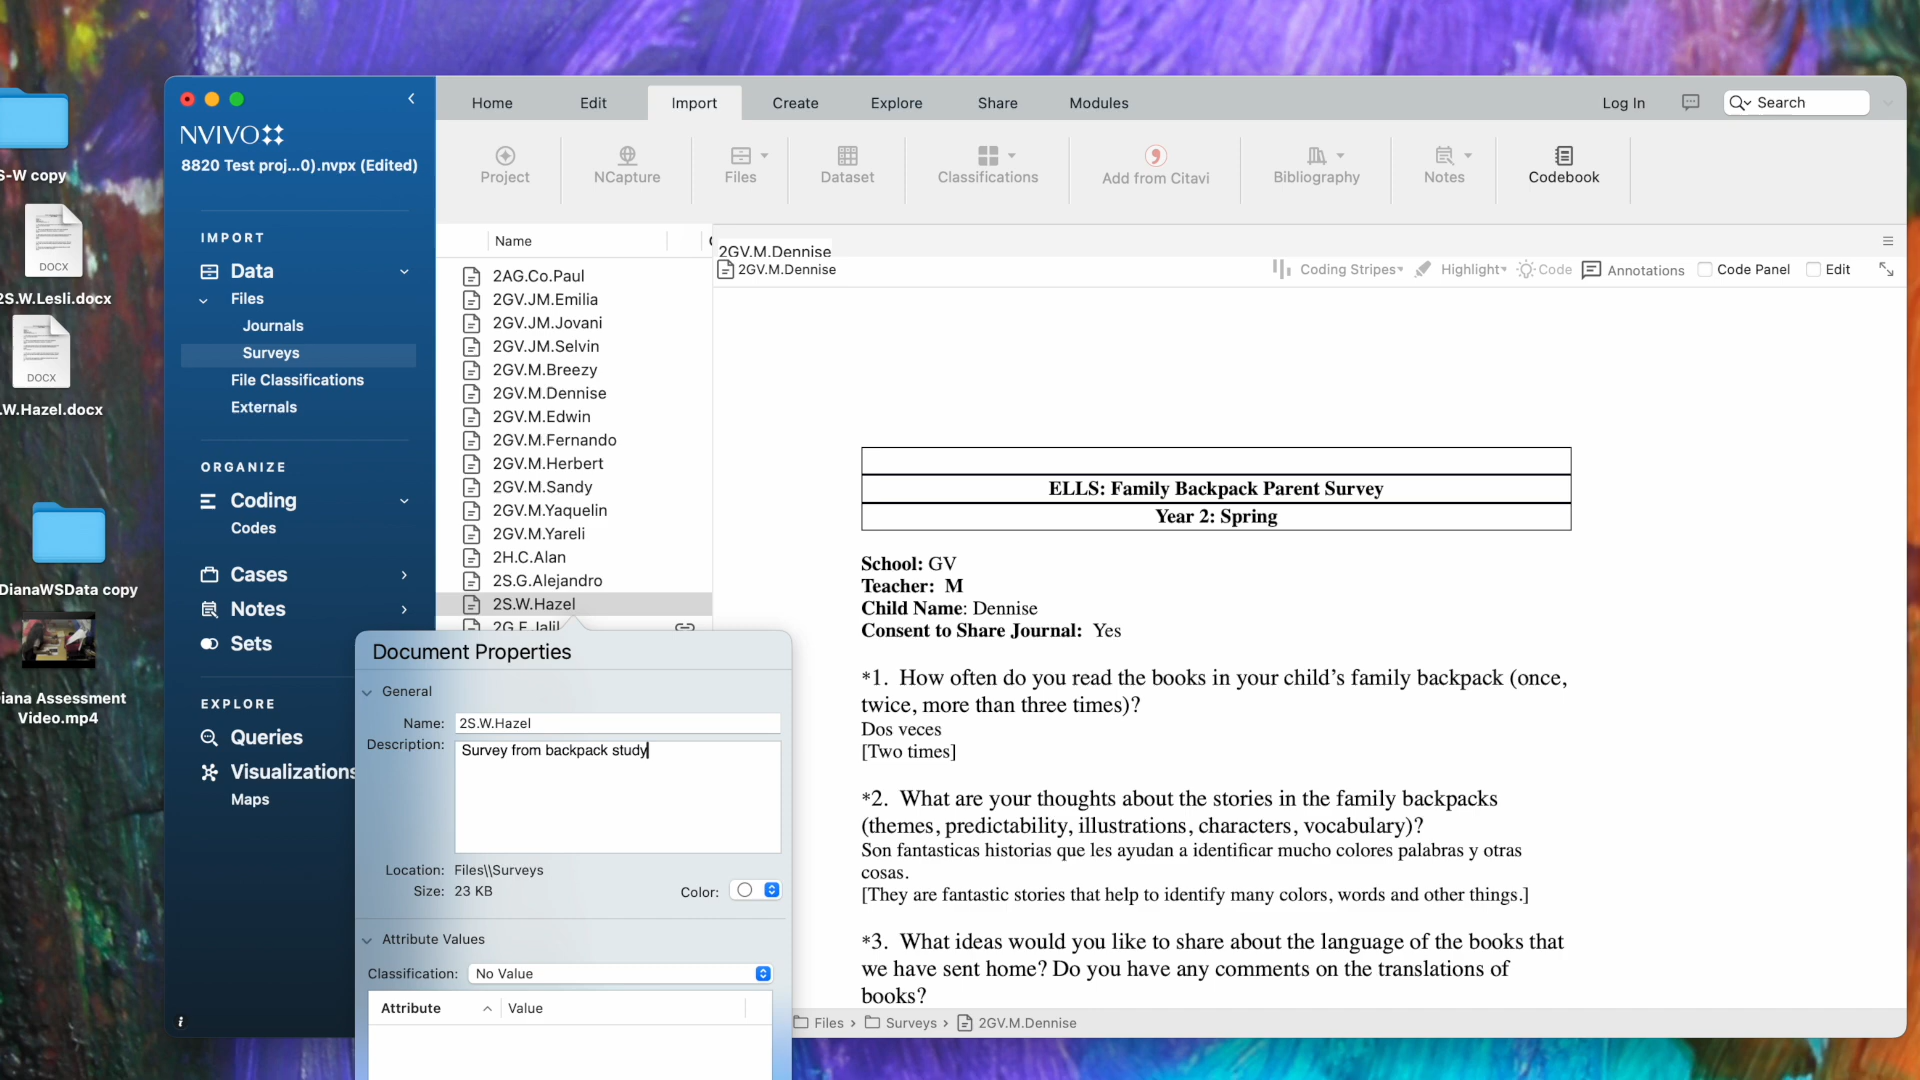 S-W copy
DOCX
2S.W.Lesli.docx
DOCX
.W.Hazel.docx
DianaWSData copy
iana Assessment
Video.mp4
NVIVO
8820 Test proj...0).nvpx (Edited)
IMPORT
Data
Files
Journals
Surveys
File Classifications
Externals
ORGANIZE
Coding
Codes
Cases
Notes
Sets
EXPLORE
Queries
Visualizations
Maps
Home
Edit
Import
Create
Explore
Share
Modules
Log In
Search
Project
NCapture
Files
Dataset
Classifications
Add from Citavi
Bibliography
Notes
Codebook
Name
2AG.Co.Paul
2GV.JM.Emilia
2GV.JM.Jovani
2GV.JM.Selvin
2GV.M.Breezy
2GV.M.Dennise
2GV.M.Edwin
2GV.M.Fernando
2GV.M.Herbert
2GV.M.Sandy
2GV.M.Yaquelin
2GV.M.Yareli
2H.C.Alan
2S.G.Alejandro
2S.W.Hazel
2G.F.Jalil
2GV.M.Dennise
2GV.M.Dennise
Coding Stripes
Highlight
Code
Annotations
Code Panel
Edit
ELLS: Family Backpack Parent Survey
Year 2: Spring
School: GV
Teacher: M
Child Name: Dennise
Consent to Share Journal: Yes
*1. How often do you read the books in your child's family backpack (once,
twice, more than three times)?
Dos veces
[Two times]
*2. What are your thoughts about the stories in the family backpacks
(themes, predictability, illustrations, characters, vocabulary)?
Son fantasticas historias que les ayudan a identificar mucho colores palabras y otras
cosas.
[They are fantastic stories that help to identify many colors, words and other things.]
*3. What ideas would you like to share about the language of the books that
we have sent home? Do you have any comments on the translations of
books?
Files › Surveys › 2GV.M.Dennise
Document Properties
General
Name: 2S.W.Hazel
Description: Survey from backpack study
Location: Files\\Surveys
Size: 23 KB
Color:
Attribute Values
Classification: No Value
Attribute
Value